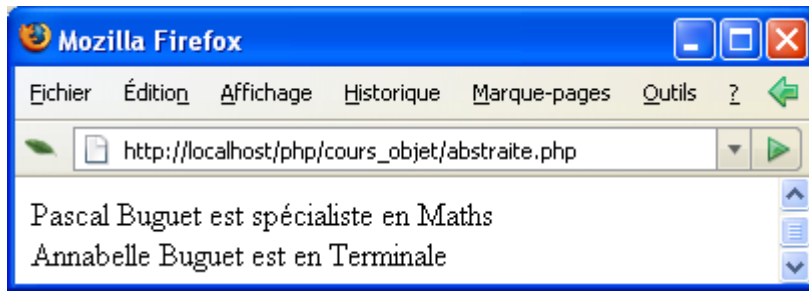 Mozilla Firefox
Fichier Édition Affichage Historique Marque-pages Outils ?
http://localhost/php/cours_objet/abstraite.php
Pascal Buguet est spécialiste en Maths
Annabelle Buguet est en Terminale